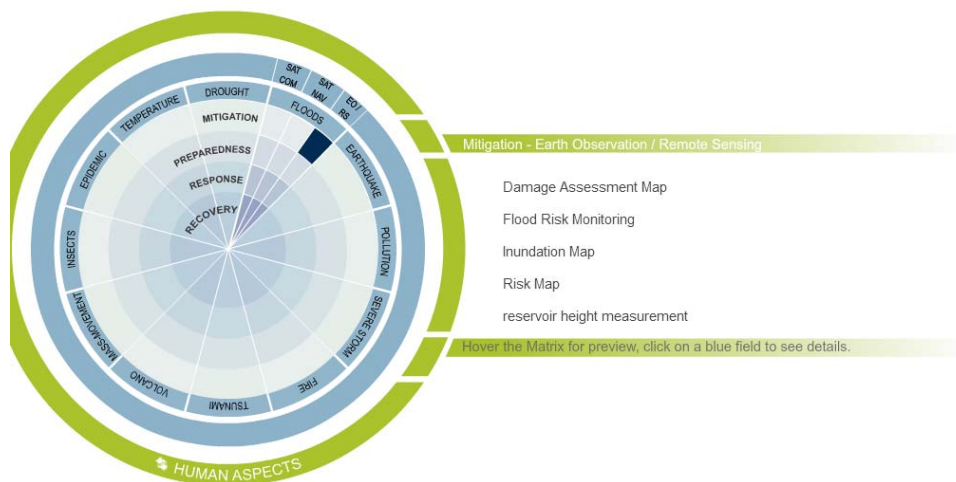 SAT COM
SAT NAV
EO / RS
DROUGHT
FLOODS
EARTHQUAKE
POLLUTION
SEVERE STORM
FIRE
TSUNAMI
VOLCANO
MASS-MOVEMENT
INSECTS
EPIDEMIC
TEMPERATURE
MITIGATION
PREPAREDNESS
RESPONSE
RECOVERY
HUMAN ASPECTS
Mitigation - Earth Observation / Remote Sensing
Damage Assessment Map
Flood Risk Monitoring
Inundation Map
Risk Map
reservoir height measurement
Hover the Matrix for preview, click on a blue field to see details.